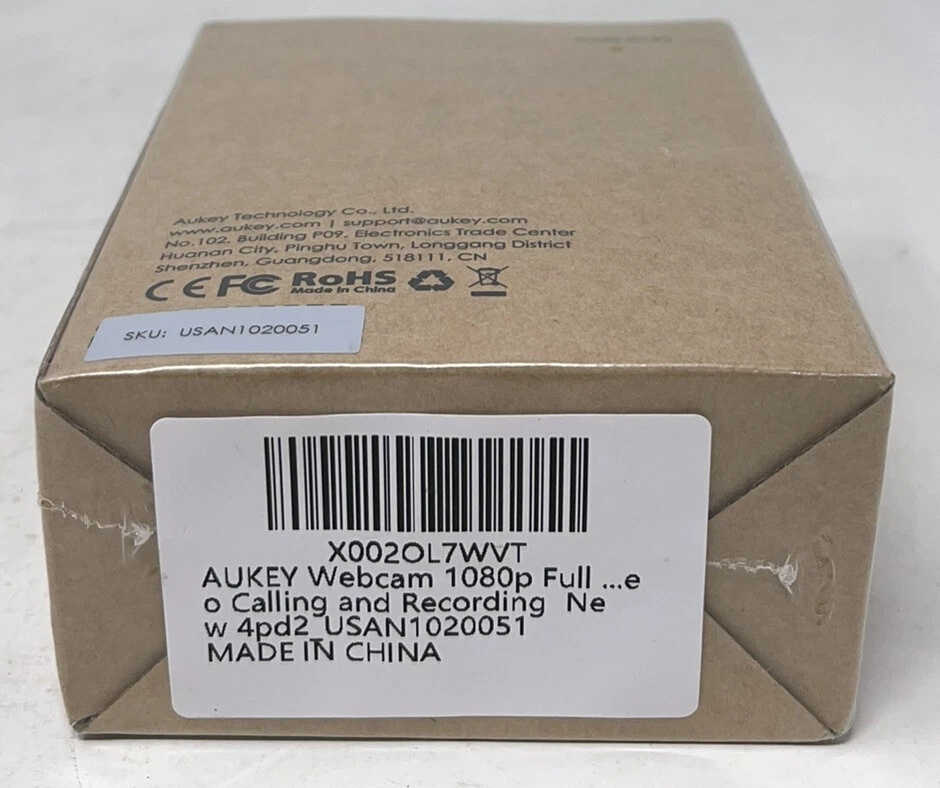 Aukey Technology Co., Ltd.
www.aukey.com | support@aukey.com
No.102, Building P09, Electronics Trade Center
Huanan City, Pinghu Town, Longgang District
Shenzhen, Guangdong, 518111, CN
CE FC RoHS
Made in China
SKU: USAN1020051
X002OL7WVT
AUKEY Webcam 1080p Full ...e
o Calling and Recording Ne
w 4pd2_USAN1020051
MADE IN CHINA